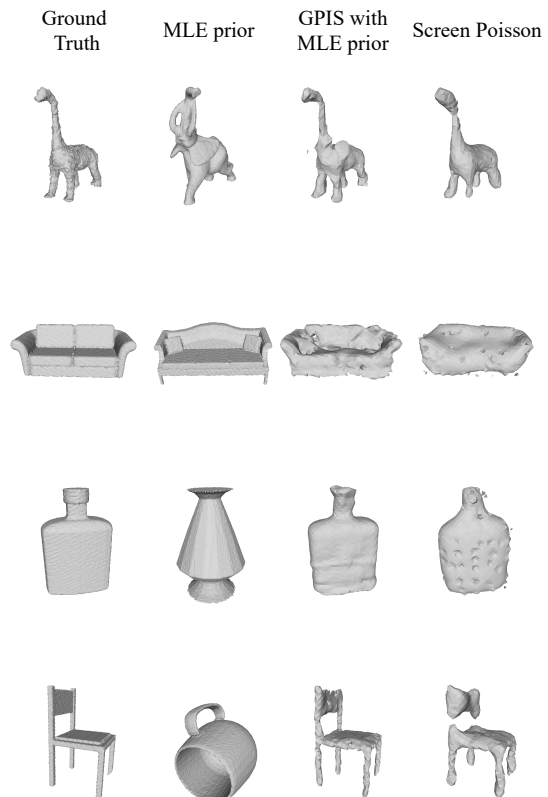 Ground
Truth
MLE prior
GPIS with
MLE prior
Screen Poisson